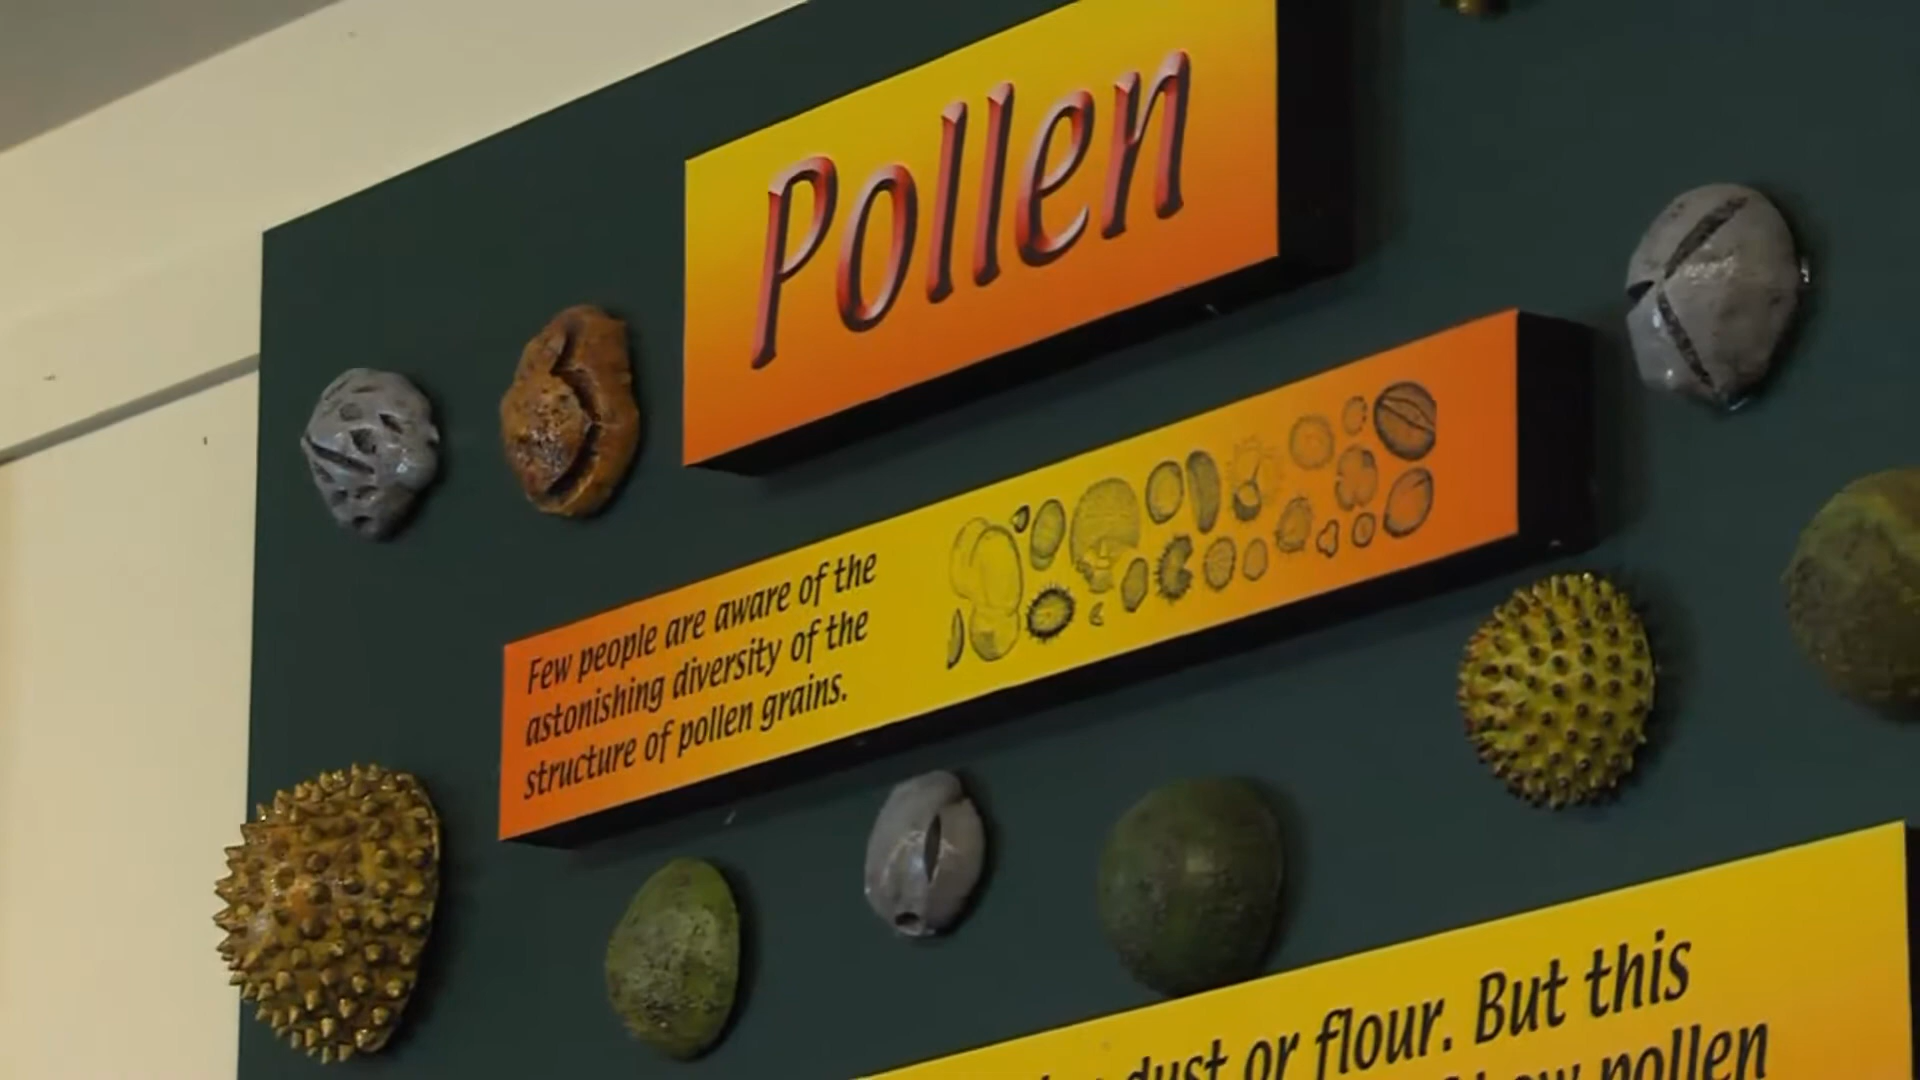 Pollen
Few people are aware of the
astonishing diversity of the
structure of pollen grains.
dust or flour. But this
how pollen